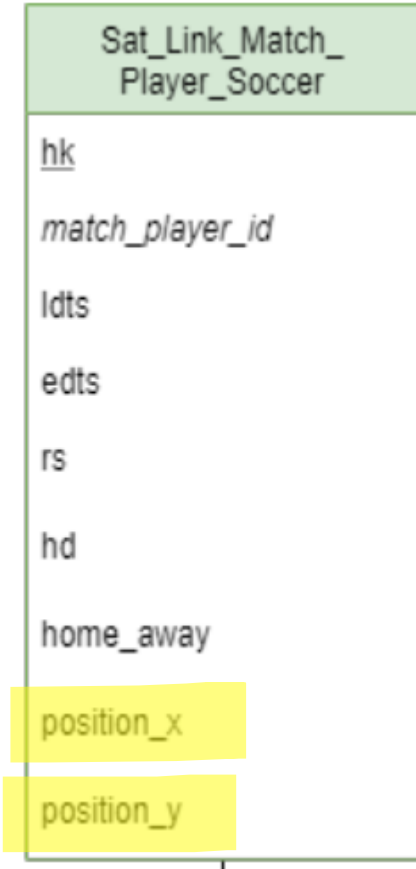 Sat_Link_Match_
Player_Soccer
hk
match_player_id
ldts
edts
rs
hd
home_away
position_x
position_y